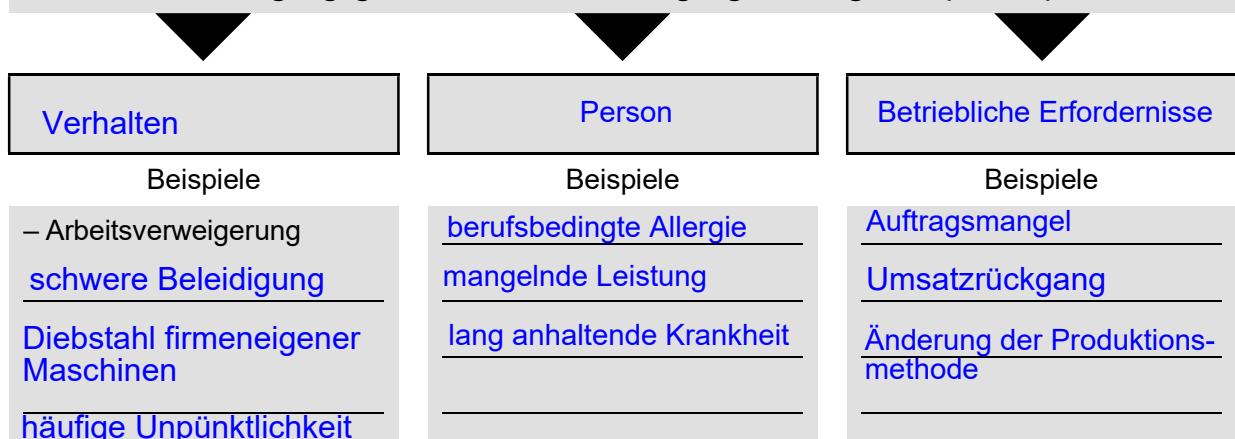 Verhalten
Person
Betriebliche Erfordernisse
Beispiele
Beispiele
Beispiele
– Arbeitsverweigerung
schwere Beleidigung
Diebstahl firmeneigener
Maschinen
häufige Unpünktlichkeit
berufsbedingte Allergie
mangelnde Leistung
lang anhaltende Krankheit
Auftragsmangel
Umsatzrückgang
Änderung der Produktions-
methode